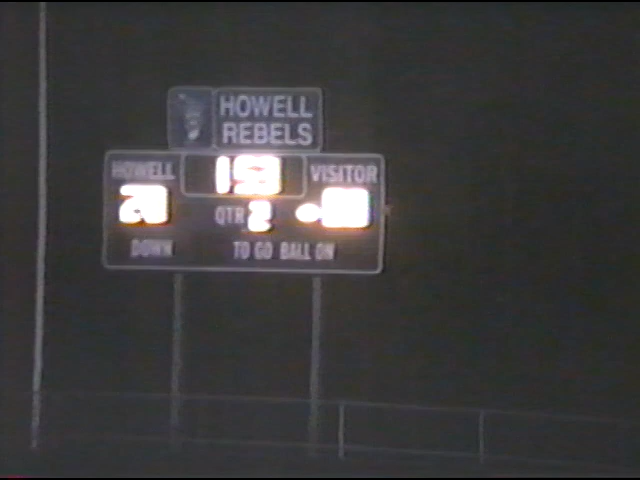 HOWELL
REBELS
HOWELL VISITOR
QTR 2
DOWN TO GO BALL ON